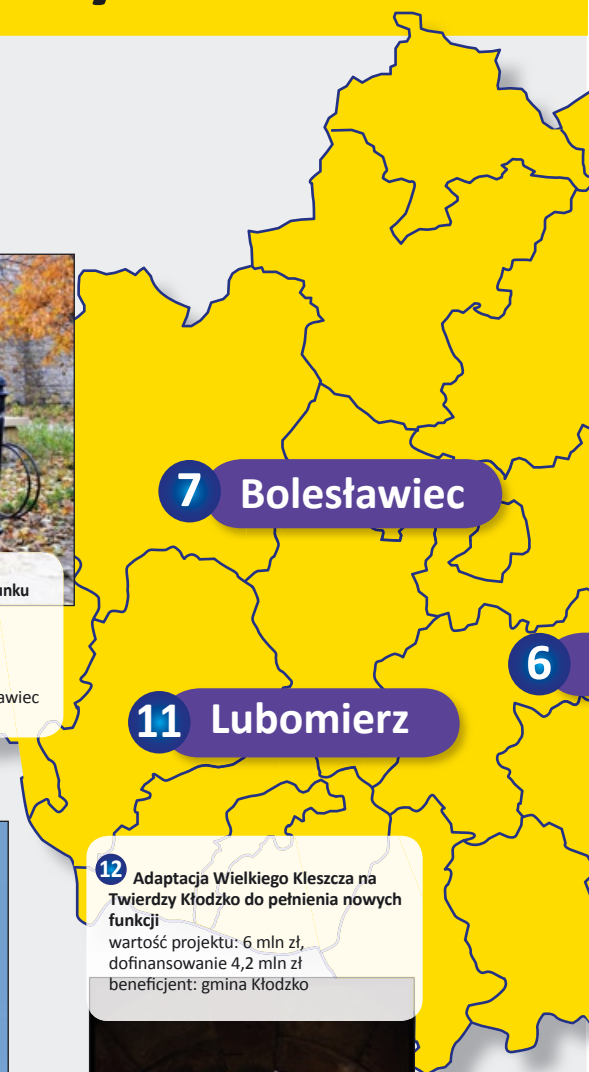 7 Bolesławiec
6
11 Lubomierz
12 Adaptacja Wielkiego Kleszcza na
Twierdzy Kłodzko do pełnienia nowych
funkcji
wartość projektu: 6 mln zł,
dofinansowanie 4,2 mln zł
beneficjent: gmina Kłodzko